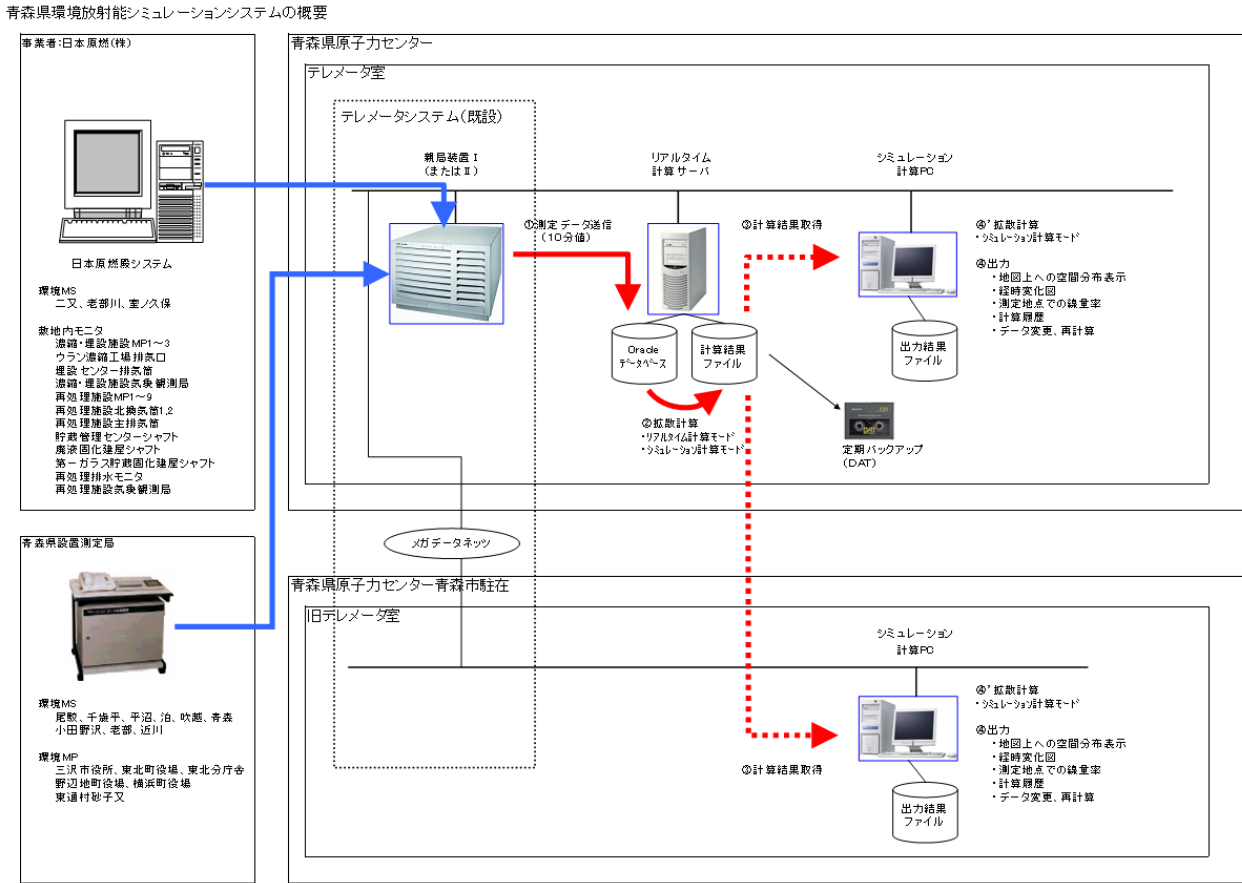 青森県環境放射能シミュレーションシステムの概要
事業者:日本原燃(株)
日本原燃殿システム
環境MS
二又、老部川、室ノ久保
敷地内モニタ
濃縮・埋設施設MP1～3
ウラン濃縮工場排気口
埋設センター排気筒
濃縮・埋設施設気象観測局
再処理施設MP1～9
再処理施設北換気筒1,2
再処理施設主排気筒
貯蔵管理センターシャフト
廃液固化建屋シャフト
第一ガラス貯蔵固化建屋シャフト
再処理排水モニタ
再処理施設気象観測局
青森県設置測定局
環境MS
尾駮、千歳平、平沼、泊、吹越、青森
小田野沢、老部、近川
環境MP
三沢市役所、東北町役場、東北分庁舎
野辺地町役場、横浜町役場
東通村砂子又
青森県原子力センター
テレメータ室
テレメータシステム(既設)
親局装置Ⅰ
(またはⅡ)
リアルタイム
計算サーバ
シミュレーション
計算PC
①測定データ送信
(10分値)
③計算結果取得
Oracle
データベース
計算結果
ファイル
②拡散計算
・リアルタイム計算モード
・シミュレーション計算モード
DAT
定期バックアップ
(DAT)
出力結果
ファイル
④’拡散計算
・シミュレーション計算モード
④出力
・地図上への空間分布表示
・経時変化図
・測定地点での線量率
・計算履歴
・データ変更、再計算
メガデータネッツ
青森県原子力センター青森市駐在
旧テレメータ室
シミュレーション
計算PC
③計算結果取得
出力結果
ファイル
④’拡散計算
・シミュレーション計算モード
④出力
・地図上への空間分布表示
・経時変化図
・測定地点での線量率
・計算履歴
・データ変更、再計算